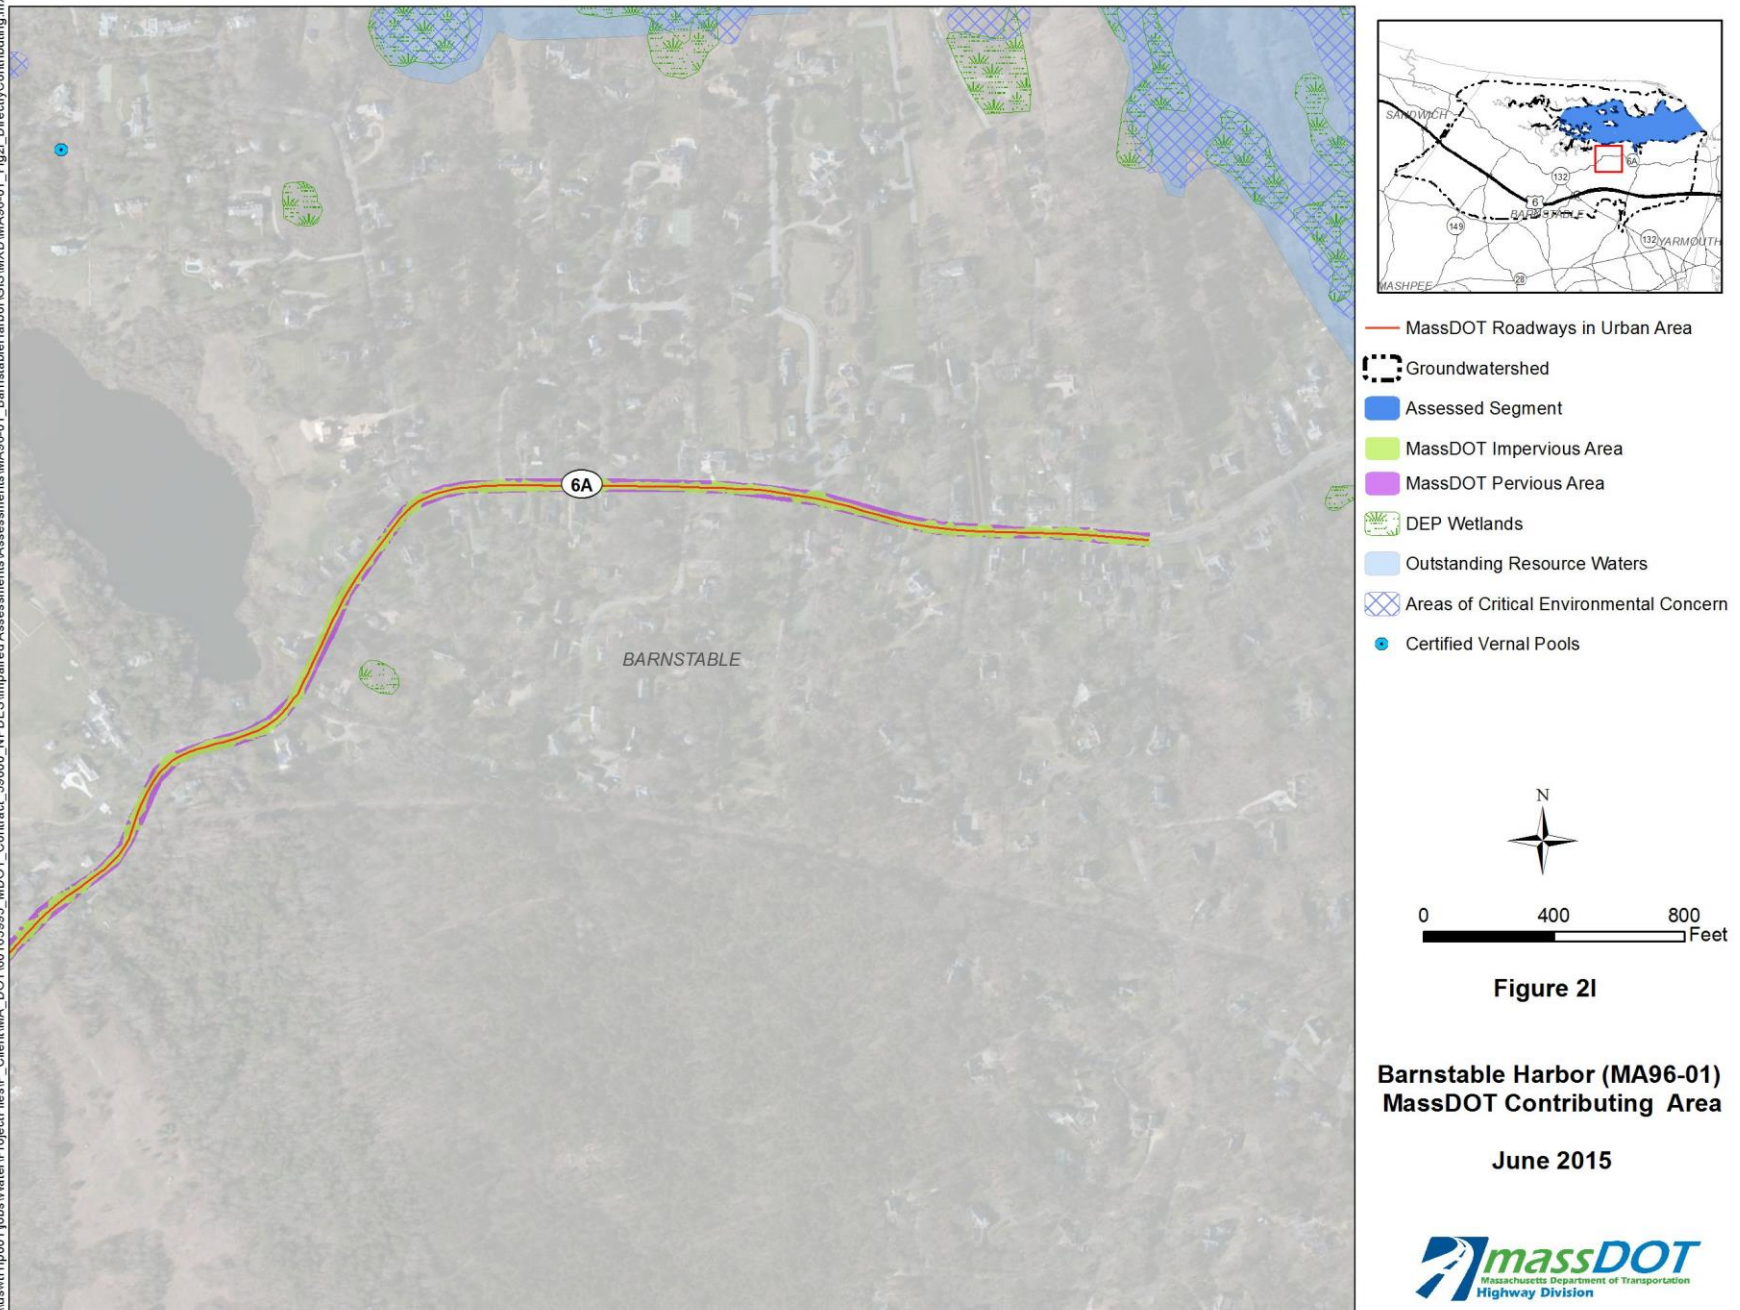 SANDWICH
6A
132
6
BARNSTABLE
149
132
YARMOUTH
28
MASHPEE
MassDOT Roadways in Urban Area
Groundwatershed
Assessed Segment
MassDOT Impervious Area
MassDOT Pervious Area
DEP Wetlands
Outstanding Resource Waters
Areas of Critical Environmental Concern
Certified Vernal Pools
6A
BARNSTABLE
N
0 400 800
Feet
Figure 2I
Barnstable Harbor (MA96-01)
MassDOT Contributing Area
June 2015
massDOT
Massachusetts Department of Transportation
Highway Division